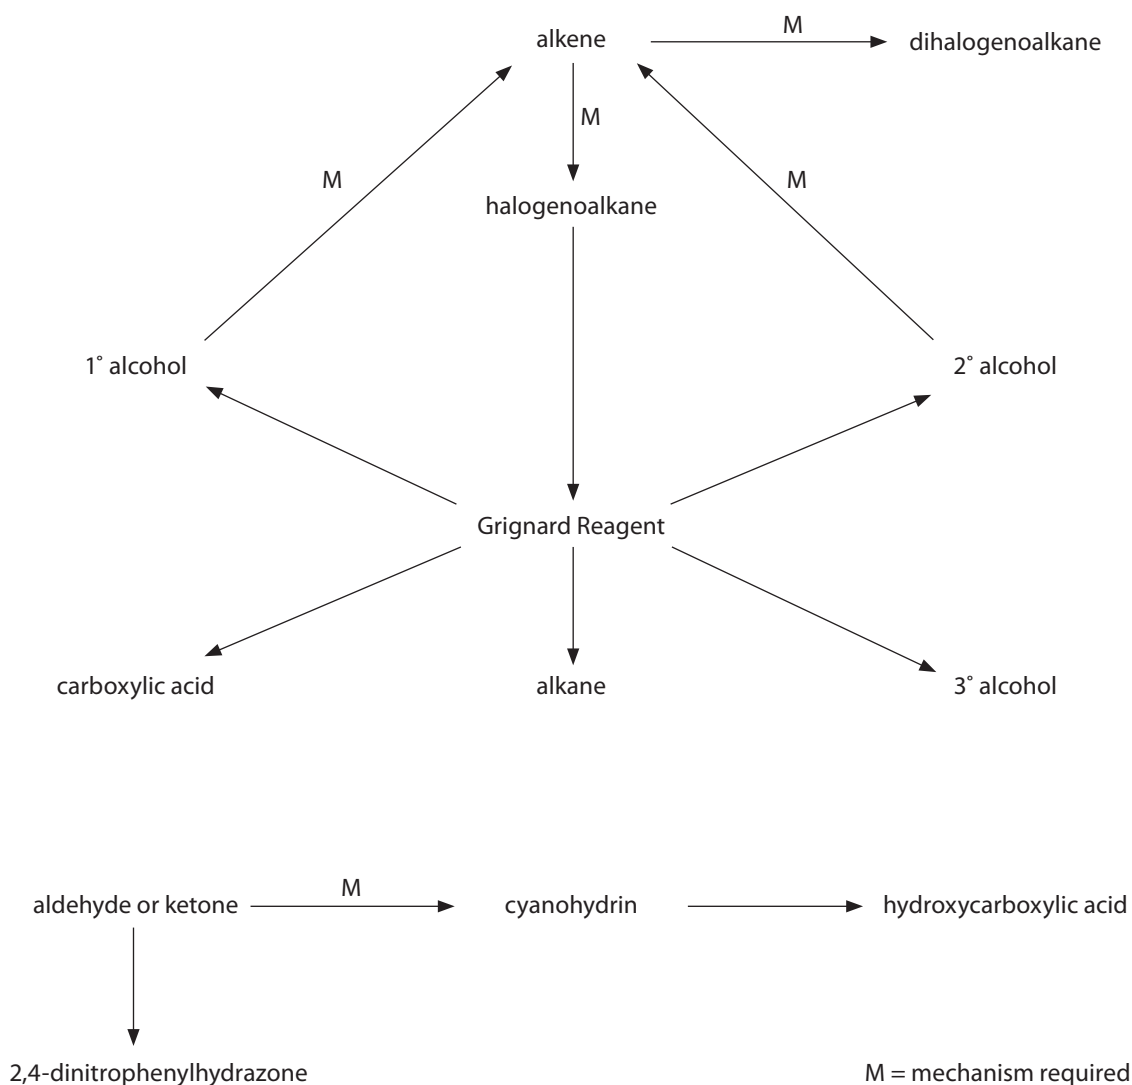 alkene
M
dihalogenoalkane
M
M
M
halogenoalkane
1˚ alcohol
2˚ alcohol
Grignard Reagent
carboxylic acid
alkane
3˚ alcohol
aldehyde or ketone
M
cyanohydrin
hydroxycarboxylic acid
2,4-dinitrophenylhydrazone
M = mechanism required